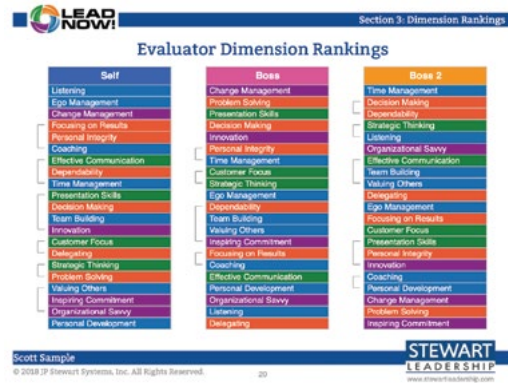 LEAD
NOW!
Section 3: Dimension Rankings
Evaluator Dimension Rankings
Self
Listening
Ego Management
Change Management
Focusing on Results
Personal Integrity
Coaching
Effective Communication
Dependability
Time Management
Presentation Skills
Decision Making
Team Building
Innovation
Customer Focus
Delegating
Strategic Thinking
Problem Solving
Valuing Others
Inspiring Commitment
Organizational Savvy
Personal Development
Boss
Change Management
Problem Solving
Presentation Skills
Decision Making
Innovation
Personal Integrity
Time Management
Customer Focus
Strategic Thinking
Ego Management
Dependability
Team Building
Valuing Others
Inspiring Commitment
Focusing on Results
Coaching
Effective Communication
Personal Development
Organizational Savvy
Listening
Delegating
Boss 2
Time Management
Decision Making
Dependability
Strategic Thinking
Listening
Organizational Savvy
Effective Communication
Team Building
Valuing Others
Delegating
Ego Management
Focusing on Results
Customer Focus
Presentation Skills
Personal Integrity
Innovation
Coaching
Personal Development
Change Management
Problem Solving
Inspiring Commitment
Scott Sample
© 2018 JP Stewart Systems, Inc. All Rights Reserved.
20
STEWART
LEADERSHIP
www.stewartleadership.com